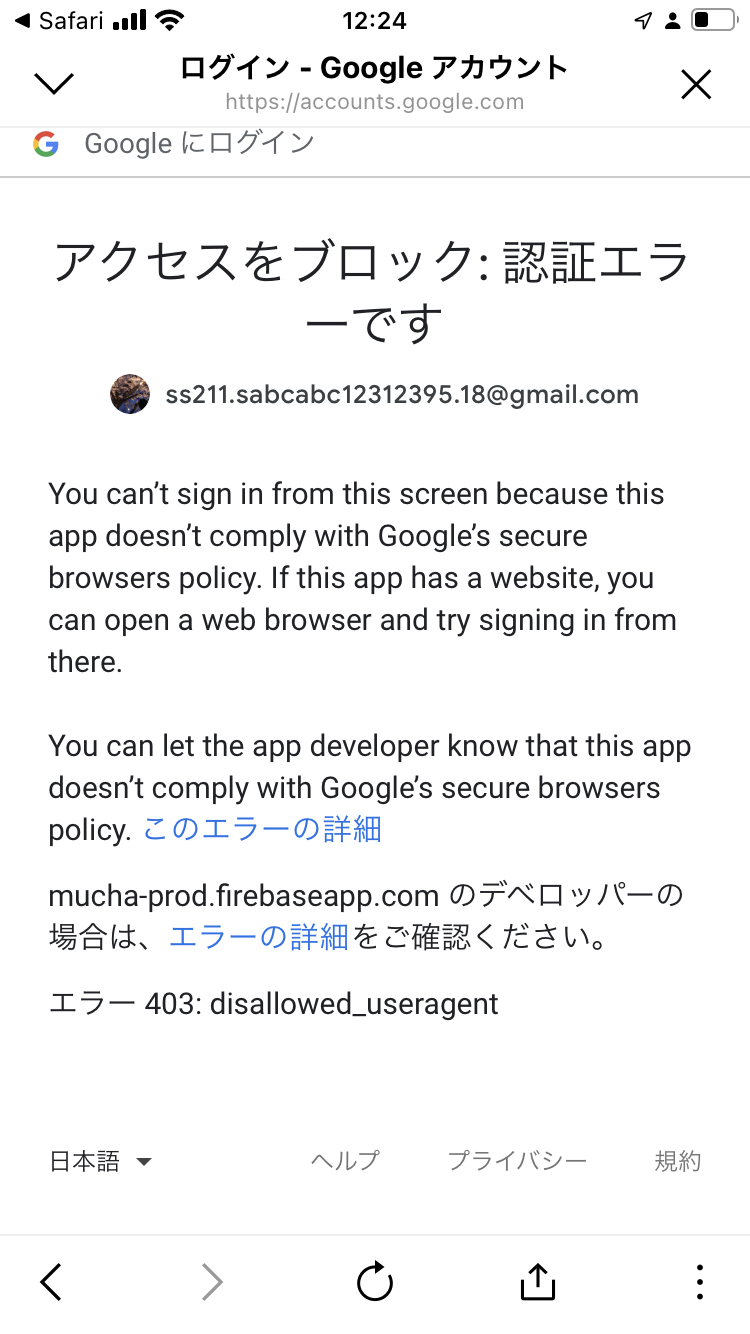 Safari 12:24
ログイン - Google アカウント
https://accounts.google.com
Google にログイン
アクセスをブロック: 認証エラ
ーです
ss211.sabcabc12312395.18@gmail.com
You can’t sign in from this screen because this
app doesn’t comply with Google’s secure
browsers policy. If this app has a website, you
can open a web browser and try signing in from
there.
You can let the app developer know that this app
doesn’t comply with Google’s secure browsers
policy. このエラーの詳細
mucha-prod.firebaseapp.com のデベロッパーの
場合は、エラーの詳細をご確認ください。
エラー 403: disallowed_useragent
日本語 ヘルプ プライバシー 規約